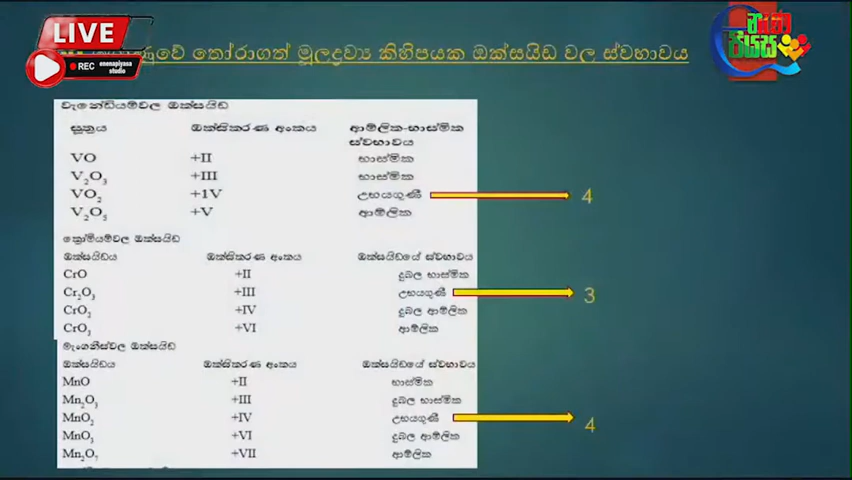 LIVE
REC enenapiyasa studio
තෝරාගත් මූලද්‍රව්‍ය කිහිපයක ඔක්සයිඩ වල ස්වභාවය
නැණ පියස
වැනේඩියම්වල ඔක්සයිඩ
සූත්‍රය ඔක්සිකරණ අංකය ආම්ලික-භාස්මික ස්වභාවය
VO +II භාස්මික
V₂O₃ +III භාස්මික
VO₂ +1V උභයගුණී 4
V₂O₅ +V ආම්ලික
ක්‍රෝමියම්වල ඔක්සයිඩ
ඔක්සයිඩය ඔක්සිකරණ අංකය ඔක්සයිඩයේ ස්වභාවය
CrO +II දුබල භාස්මික
Cr₂O₃ +III උභයගුණී 3
CrO₂ +IV දුබල ආම්ලික
CrO₃ +VI ආම්ලික
මැංගනීස්වල ඔක්සයිඩ
ඔක්සයිඩය ඔක්සිකරණ අංකය ඔක්සයිඩයේ ස්වභාවය
MnO +II භාස්මික
Mn₂O₃ +III දුබල භාස්මික
MnO₂ +IV උභයගුණී 4
MnO₃ +VI දුබල ආම්ලික
Mn₂O₇ +VII ආම්ලික